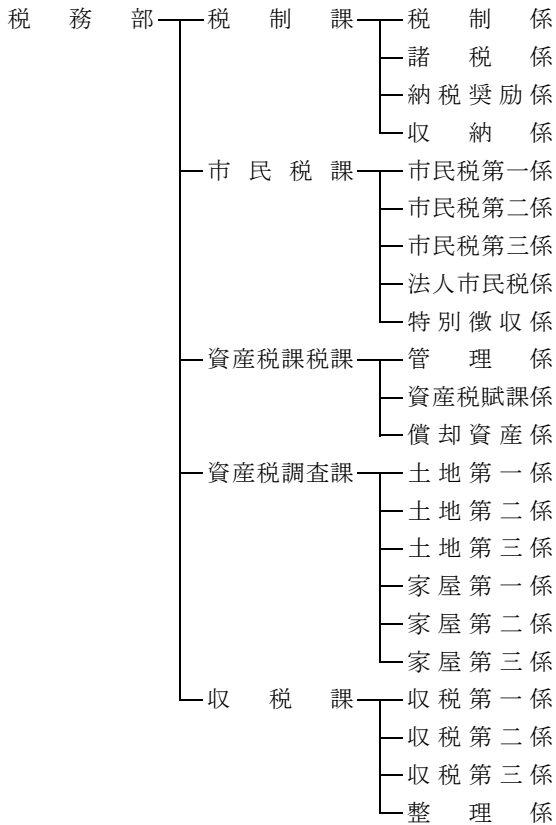 税務部 税制課 税制係
諸税係
納税奨励係
収納係
市民税課 市民税第一係
市民税第二係
市民税第三係
法人市民税係
特別徴収係
資産税課税課 管理係
資産税賦課係
償却資産係
資産税調査課 土地第一係
土地第二係
土地第三係
家屋第一係
家屋第二係
家屋第三係
収税課 収税第一係
収税第二係
収税第三係
整理係